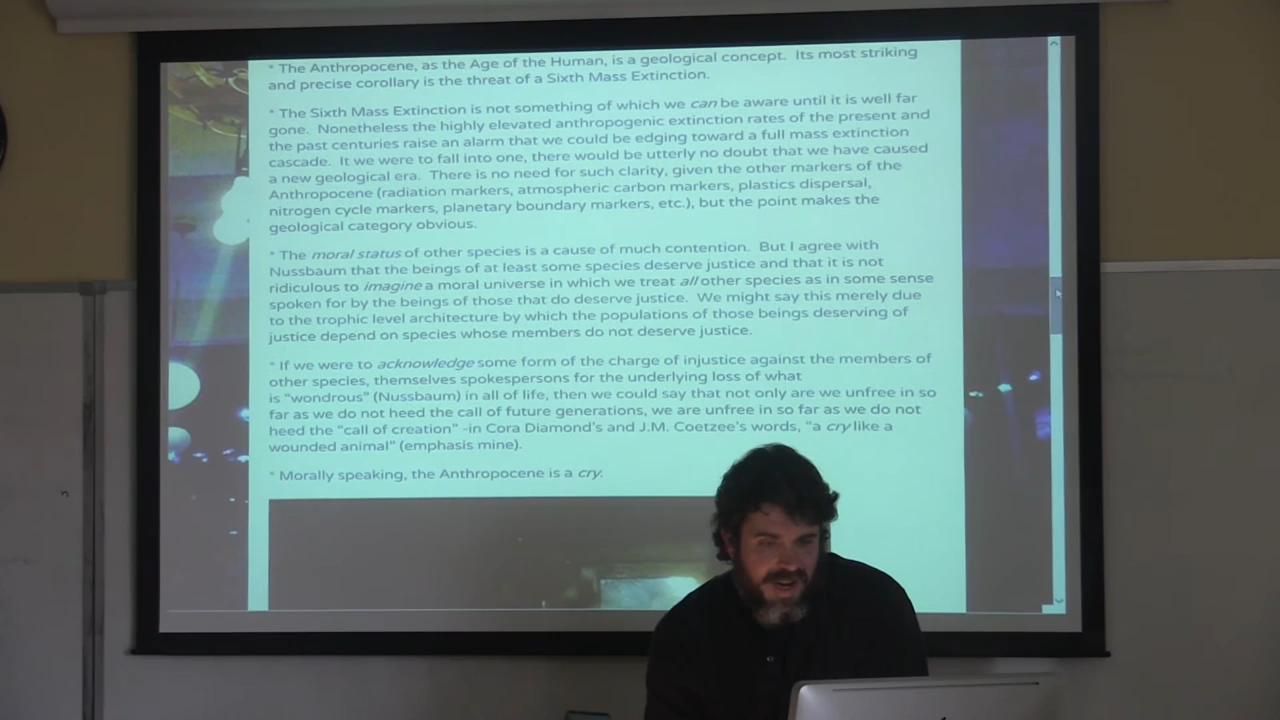 * The Anthropocene, as the Age of the Human, is a geological concept.  Its most striking
and precise corollary is the threat of a Sixth Mass Extinction.
* The Sixth Mass Extinction is not something of which we can be aware until it is well far
gone.  Nonetheless the highly elevated anthropogenic extinction rates of the present and
the past centuries raise an alarm that we could be edging toward a full mass extinction
cascade.  It we were to fall into one, there would be utterly no doubt that we have caused
a new geological era.  There is no need for such clarity, given the other markers of the
Anthropocene (radiation markers, atmospheric carbon markers, plastics dispersal,
nitrogen cycle markers, planetary boundary markers, etc.), but the point makes the
geological category obvious.
* The moral status of other species is a cause of much contention.  But I agree with
Nussbaum that the beings of at least some species deserve justice and that it is not
ridiculous to imagine a moral universe in which we treat all other species as in some sense
spoken for by the beings of those that do deserve justice.  We might say this merely due
to the trophic level architecture by which the populations of those beings deserving of
justice depend on species whose members do not deserve justice.
* If we were to acknowledge some form of the charge of injustice against the members of
other species, themselves spokespersons for the underlying loss of what
is “wondrous” (Nussbaum) in all of life, then we could say that not only are we unfree in so
far as we do not heed the call of future generations, we are unfree in so far as we do not
heed the “call of creation” -in Cora Diamond’s and J.M. Coetzee’s words, “a cry like a
wounded animal” (emphasis mine).
* Morally speaking, the Anthropocene is a cry.